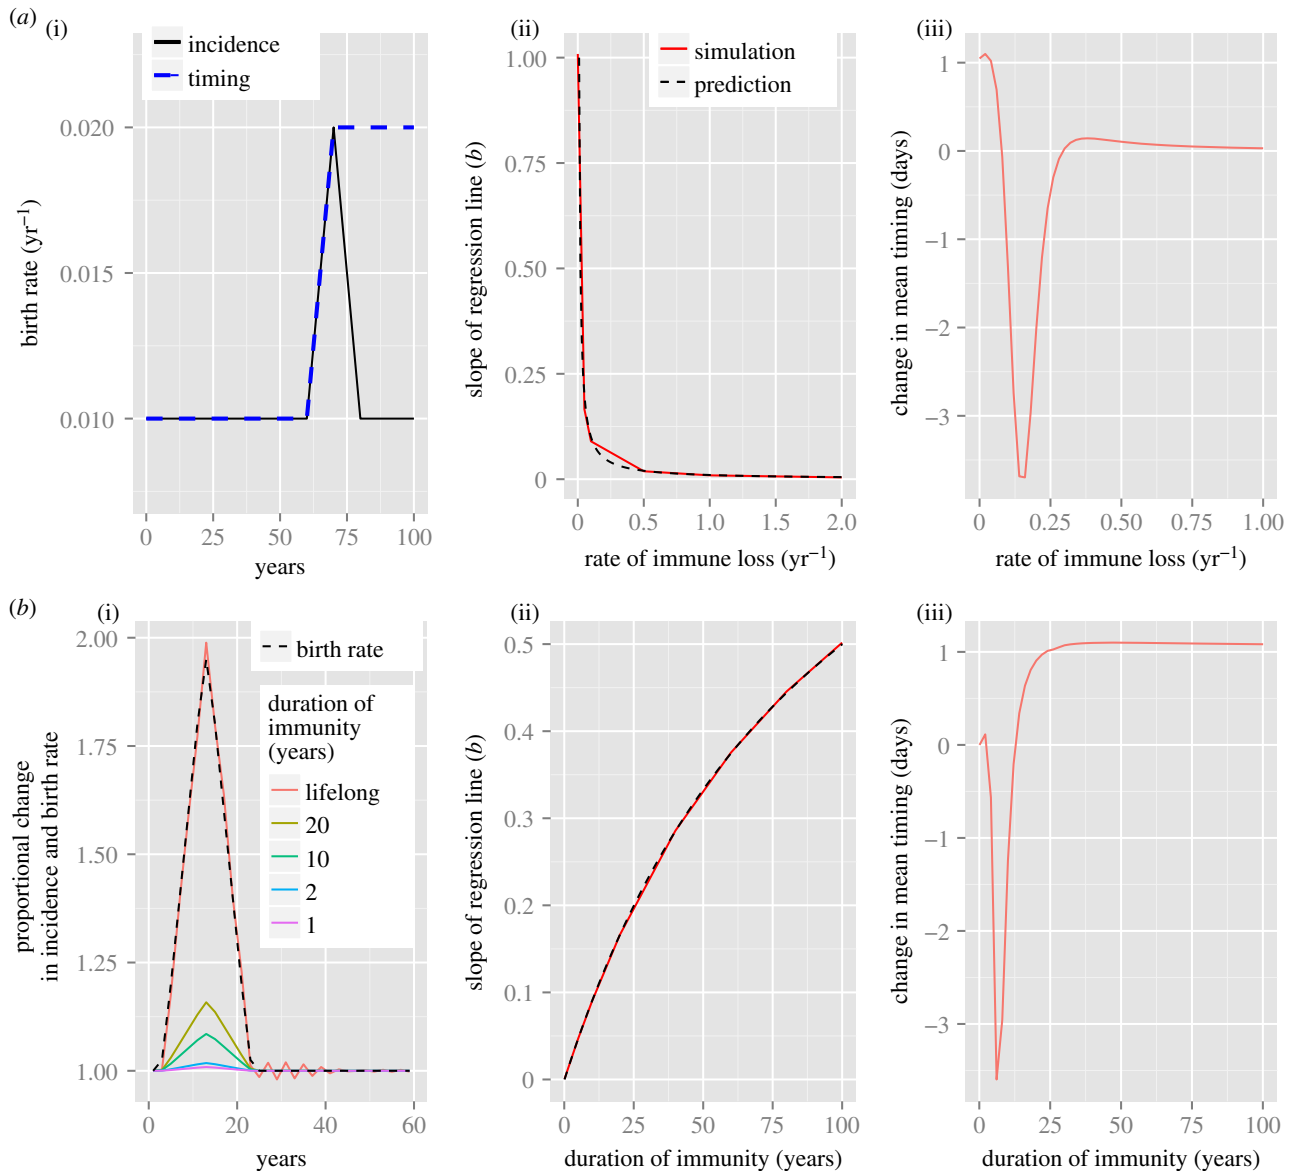 (a)
(i)
incidence
timing
0.020
0.015
0.010
birth rate (yr⁻¹)
0 25 50 75 100
years
(ii)
simulation
prediction
1.00
0.75
0.50
0.25
0
slope of regression line (b)
0 0.5 1.0 1.5 2.0
rate of immune loss (yr⁻¹)
(iii)
1
0
−1
−2
−3
change in mean timing (days)
0 0.25 0.50 0.75 1.00
rate of immune loss (yr⁻¹)
(b)
(i)
birth rate
duration of
immunity
(years)
lifelong
20
10
2
1
2.00
1.75
1.50
1.25
1.00
proportional change
in incidence and birth rate
0 20 40 60
years
(ii)
0.5
0.4
0.3
0.2
0.1
0
slope of regression line (b)
0 25 50 75 100
duration of immunity (years)
(iii)
1
0
−1
−2
−3
change in mean timing (days)
0 25 50 75 100
duration of immunity (years)